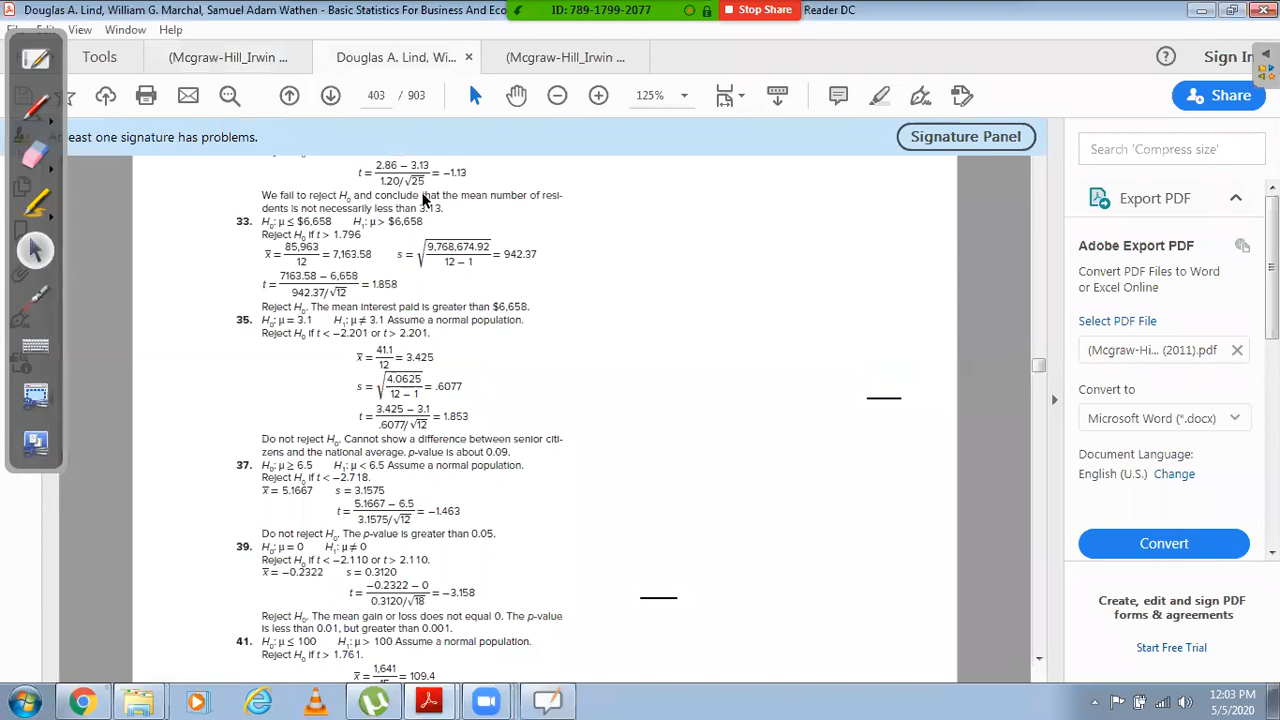 Douglas A. Lind, William G. Marchal, Samuel Adam Wathen - Basic Statistics For Business And Eco
ID: 789-1799-2077
Stop Share
Reader DC
View Window Help
Tools
(Mcgraw-Hill_Irwin ...
Douglas A. Lind, Wi... ×
(Mcgraw-Hill_Irwin ...
Sign In
403 / 903
125%
Share
east one signature has problems.
Signature Panel
t = 2.86 − 3.13 / 1.20/√25 = −1.13
We fail to reject H0 and conclude that the mean number of resi-
dents is not necessarily less than 3.13.
33. H0: μ ≤ $6,658 H1: μ > $6,658
Reject H0 if t > 1.796
x̄ = 85,963 / 12 = 7,163.58 s = √ 9,768,674.92 / 12 − 1 = 942.37
t = 7163.58 − 6,658 / 942.37/√12 = 1.858
Reject H0. The mean interest paid is greater than $6,658.
35. H0: μ = 3.1 H1: μ ≠ 3.1 Assume a normal population.
Reject H0 if t < −2.201 or t > 2.201.
x̄ = 41.1 / 12 = 3.425
s = √ 4.0625 / 12 − 1 = .6077
t = 3.425 − 3.1 / .6077/√12 = 1.853
Do not reject H0. Cannot show a difference between senior citi-
zens and the national average. p-value is about 0.09.
37. H0: μ ≥ 6.5 H1: μ < 6.5 Assume a normal population.
Reject H0 if t < −2.718.
x̄ = 5.1667 s = 3.1575
t = 5.1667 − 6.5 / 3.1575/√12 = −1.463
Do not reject H0. The p-value is greater than 0.05.
39. H0: μ = 0 H1: μ ≠ 0
Reject H0 if t < −2.110 or t > 2.110.
x̄ = −0.2322 s = 0.3120
t = −0.2322 − 0 / 0.3120/√18 = −3.158
Reject H0. The mean gain or loss does not equal 0. The p-value
is less than 0.01, but greater than 0.001.
41. H0: μ ≤ 100 H1: μ > 100 Assume a normal population.
Reject H0 if t > 1.761.
x̄ = 1,641 = 109.4
Search 'Compress size'
Export PDF
Adobe Export PDF
Convert PDF Files to Word
or Excel Online
Select PDF File
(Mcgraw-Hi... (2011).pdf
Convert to
Microsoft Word (*.docx)
Document Language:
English (U.S.) Change
Convert
Create, edit and sign PDF
forms & agreements
Start Free Trial
12:03 PM
5/5/2020